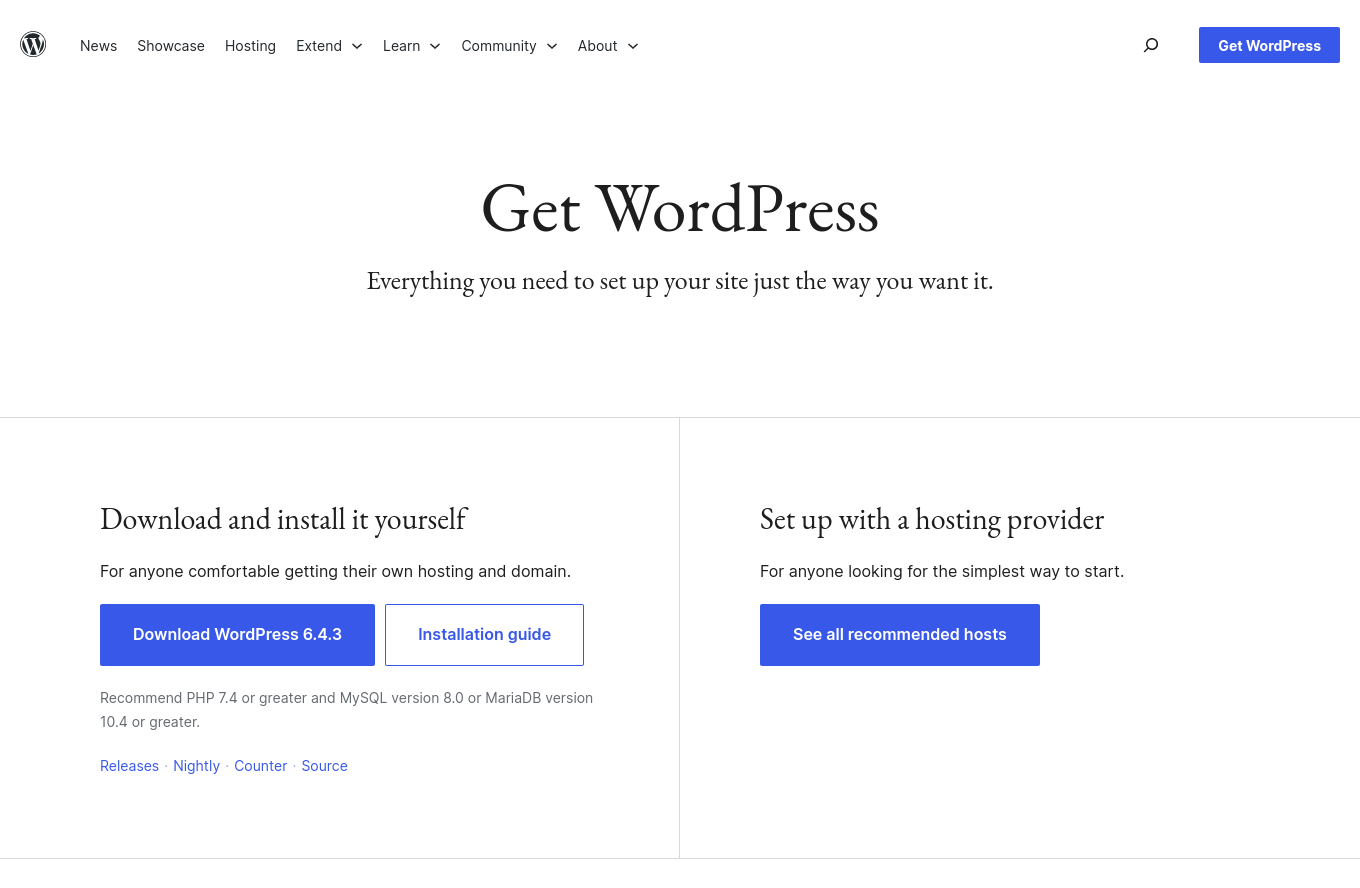 News Showcase Hosting Extend Learn Community About Get WordPress
Get WordPress
Everything you need to set up your site just the way you want it.
Download and install it yourself
For anyone comfortable getting their own hosting and domain.
Download WordPress 6.4.3 Installation guide
Recommend PHP 7.4 or greater and MySQL version 8.0 or MariaDB version
10.4 or greater.
Releases · Nightly · Counter · Source
Set up with a hosting provider
For anyone looking for the simplest way to start.
See all recommended hosts